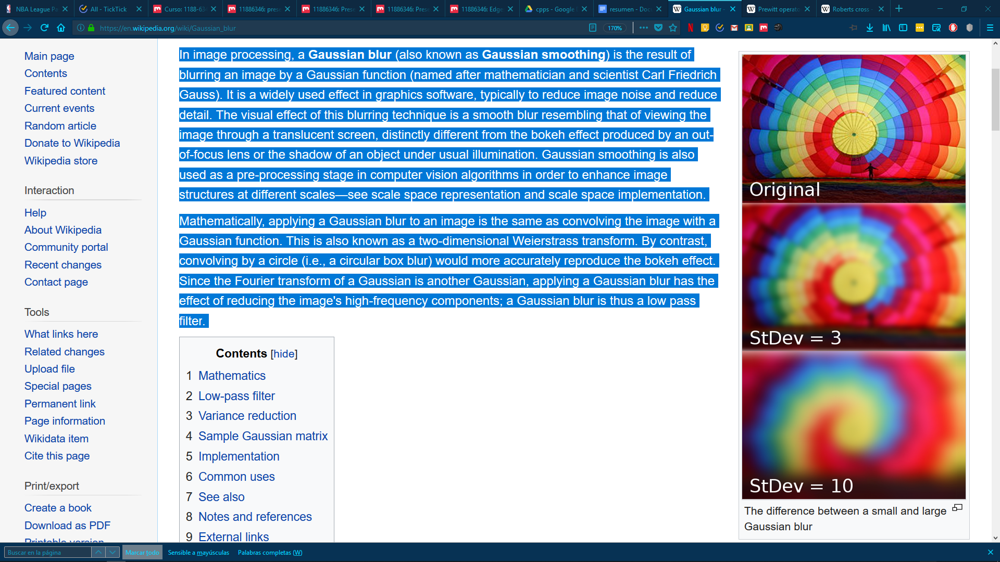 NBA League Pa
All - TickTick
Curso: 1188-634
11886346: prese
11886346: Prese
11886346: Prese
11886346: Edge
cpps - Google D
resumen - Docu
Gaussian blur -
Prewitt operato
Roberts cross -
https://en.wikipedia.org/wiki/Gaussian_blur
170%
Main page
Contents
Featured content
Current events
Random article
Donate to Wikipedia
Wikipedia store
Interaction
Help
About Wikipedia
Community portal
Recent changes
Contact page
Tools
What links here
Related changes
Upload file
Special pages
Permanent link
Page information
Wikidata item
Cite this page
Print/export
Create a book
Download as PDF
Printable version
In image processing, a Gaussian blur (also known as Gaussian smoothing) is the result of
blurring an image by a Gaussian function (named after mathematician and scientist Carl Friedrich
Gauss). It is a widely used effect in graphics software, typically to reduce image noise and reduce
detail. The visual effect of this blurring technique is a smooth blur resembling that of viewing the
image through a translucent screen, distinctly different from the bokeh effect produced by an out-
of-focus lens or the shadow of an object under usual illumination. Gaussian smoothing is also
used as a pre-processing stage in computer vision algorithms in order to enhance image
structures at different scales—see scale space representation and scale space implementation.
Mathematically, applying a Gaussian blur to an image is the same as convolving the image with a
Gaussian function. This is also known as a two-dimensional Weierstrass transform. By contrast,
convolving by a circle (i.e., a circular box blur) would more accurately reproduce the bokeh effect.
Since the Fourier transform of a Gaussian is another Gaussian, applying a Gaussian blur has the
effect of reducing the image's high-frequency components; a Gaussian blur is thus a low pass
filter.
Contents [hide]
1 Mathematics
2 Low-pass filter
3 Variance reduction
4 Sample Gaussian matrix
5 Implementation
6 Common uses
7 See also
8 Notes and references
9 External links
Original
StDev = 3
StDev = 10
The difference between a small and large
Gaussian blur
Buscar en la página
Marcar todo
Sensible a mayúsculas
Palabras completas (W)